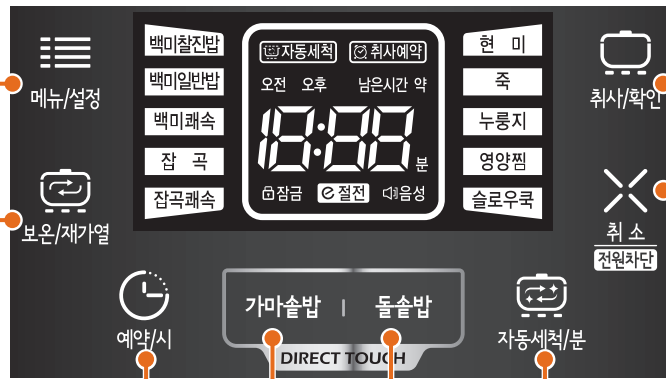 메뉴/설정
보온/재가열
예약/시
백미찰진밥
백미일반밥
백미쾌속
잡 곡
잡곡쾌속
자동세척 취사예약
오전 오후 남은시간 약
18:88 분
잠금 절전 음성
현 미
죽
누룽지
영양찜
슬로우쿡
취사/확인
취 소
전원차단
가마솥밥 | 돌솥밥
DIRECT TOUCH
자동세척/분